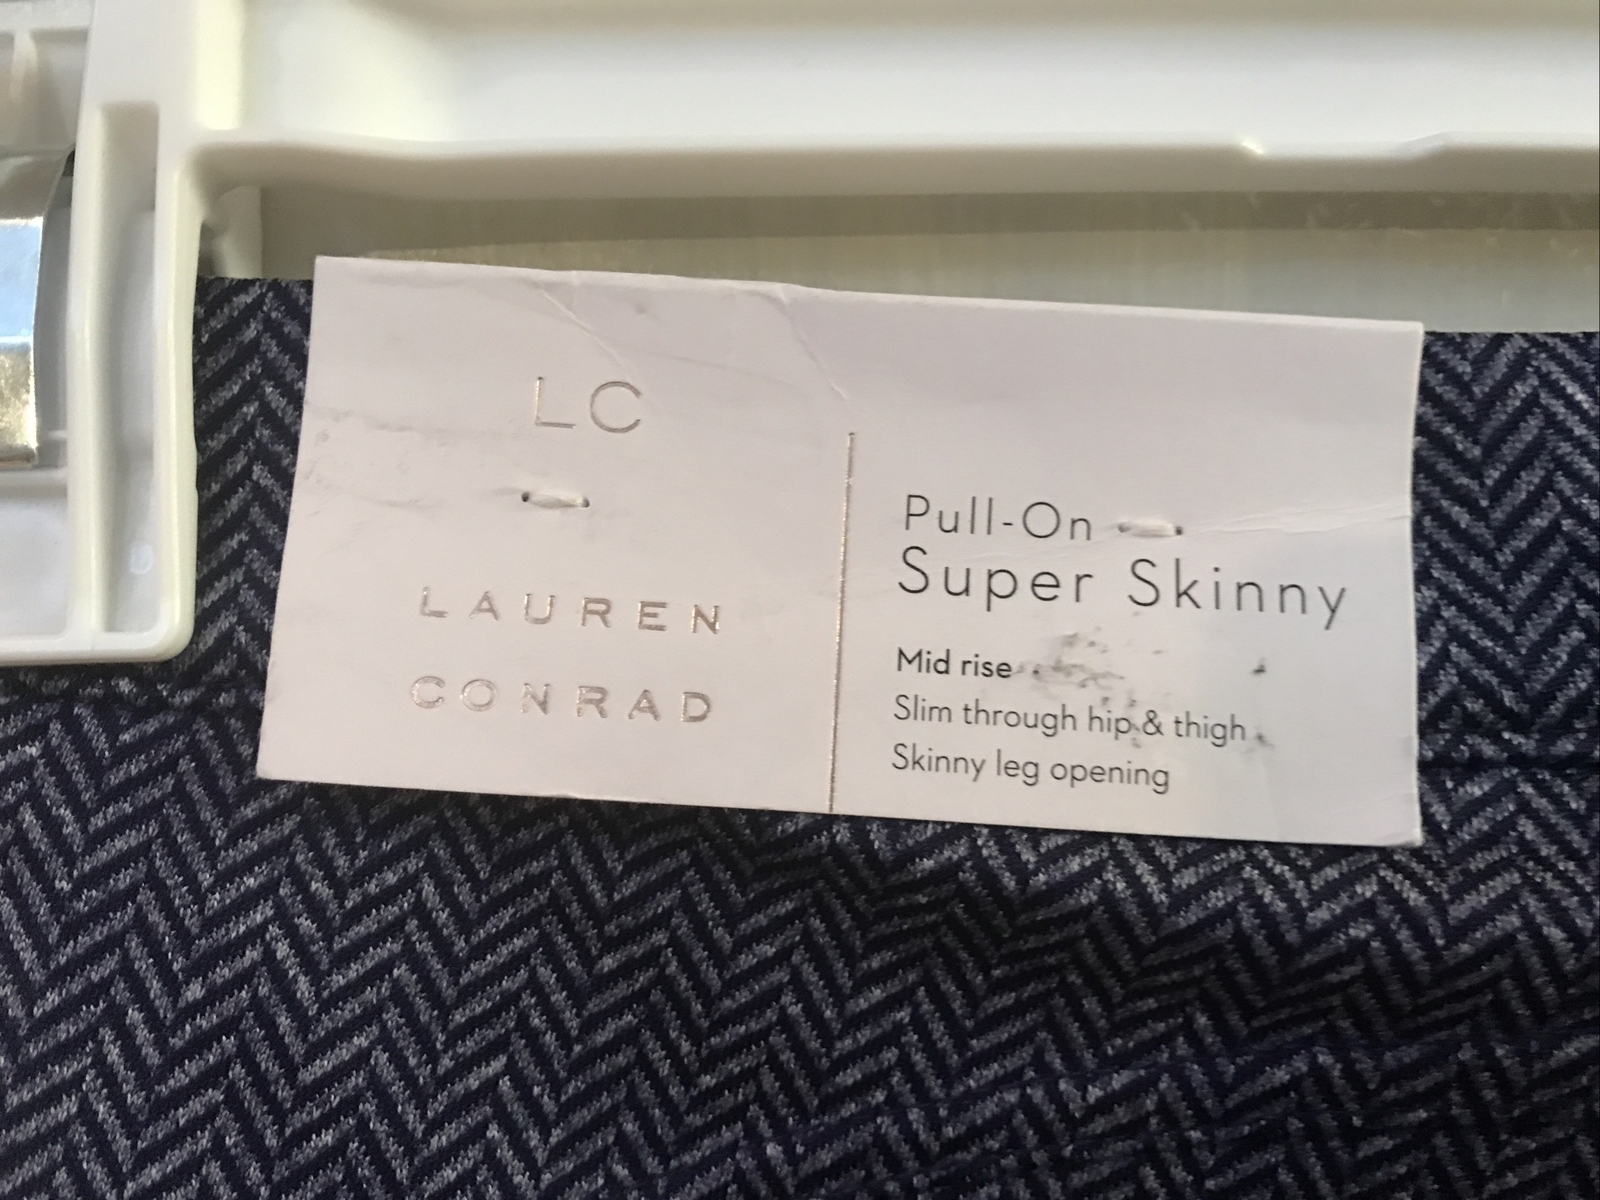 LC
LAUREN
CONRAD
Pull-On
Super Skinny
Mid rise
Slim through hip & thigh
Skinny leg opening